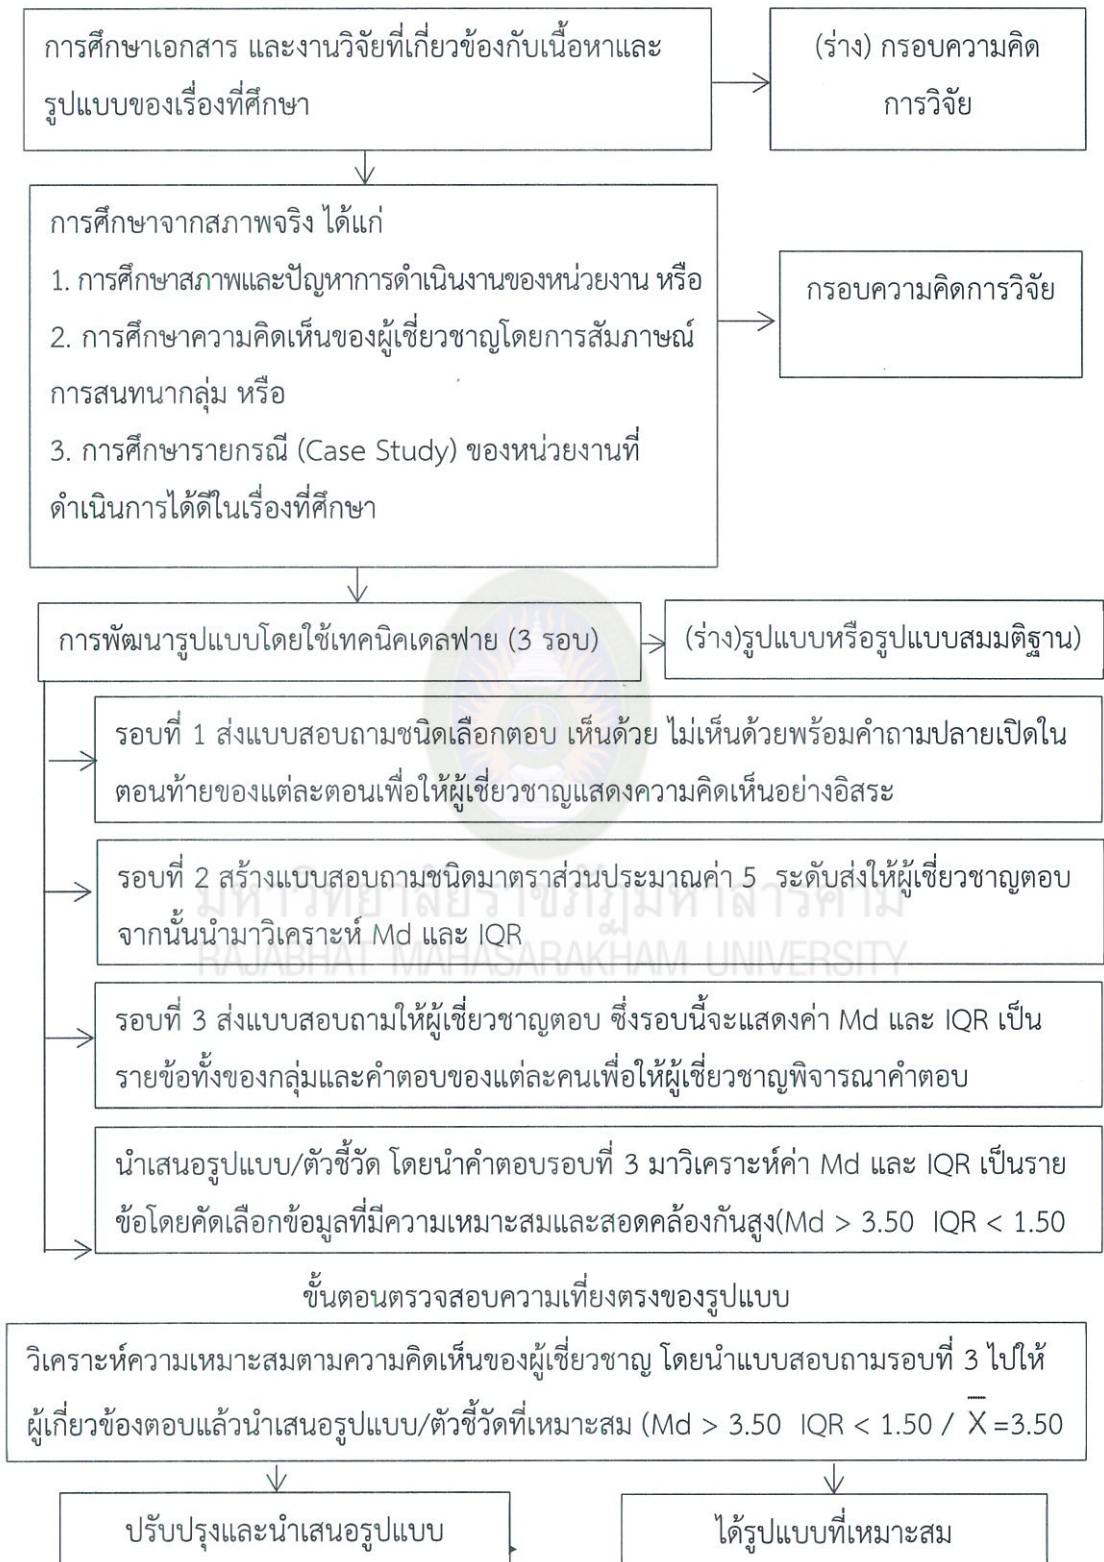 การศึกษาเอกสาร และงานวิจัยที่เกี่ยวข้องกับเนื้อหาและ
รูปแบบของเรื่องที่ศึกษา
(ร่าง) กรอบความคิด
การวิจัย
การศึกษาจากสภาพจริง ได้แก่
1. การศึกษาสภาพและปัญหาการดำเนินงานของหน่วยงาน หรือ
2. การศึกษาความคิดเห็นของผู้เชี่ยวชาญโดยการสัมภาษณ์
การสนทนากลุ่ม หรือ
3. การศึกษารายกรณี (Case Study) ของหน่วยงานที่
ดำเนินการได้ดีในเรื่องที่ศึกษา
กรอบความคิดการวิจัย
การพัฒนารูปแบบโดยใช้เทคนิคเดลฟาย (3 รอบ)
(ร่าง)รูปแบบหรือรูปแบบสมมติฐาน)
รอบที่ 1 ส่งแบบสอบถามชนิดเลือกตอบ เห็นด้วย ไม่เห็นด้วยพร้อมคำถามปลายเปิดใน
ตอนท้ายของแต่ละตอนเพื่อให้ผู้เชี่ยวชาญแสดงความคิดเห็นอย่างอิสระ
รอบที่ 2 สร้างแบบสอบถามชนิดมาตราส่วนประมาณค่า 5 ระดับส่งให้ผู้เชี่ยวชาญตอบ
จากนั้นนำมาวิเคราะห์ Md และ IQR
มหาวิทยาลัยราชภัฏมหาสารคาม
RAJABHAT MAHASARAKHAM UNIVERSITY
รอบที่ 3 ส่งแบบสอบถามให้ผู้เชี่ยวชาญตอบ ซึ่งรอบนี้จะแสดงค่า Md และ IQR เป็น
รายข้อทั้งของกลุ่มและคำตอบของแต่ละคนเพื่อให้ผู้เชี่ยวชาญพิจารณาคำตอบ
นำเสนอรูปแบบ/ตัวชี้วัด โดยนำคำตอบรอบที่ 3 มาวิเคราะห์ค่า Md และ IQR เป็นราย
ข้อโดยคัดเลือกข้อมูลที่มีความเหมาะสมและสอดคล้องกันสูง(Md > 3.50 IQR < 1.50
ขั้นตอนตรวจสอบความเที่ยงตรงของรูปแบบ
วิเคราะห์ความเหมาะสมตามความคิดเห็นของผู้เชี่ยวชาญ โดยนำแบบสอบถามรอบที่ 3 ไปให้
ผู้เกี่ยวข้องตอบแล้วนำเสนอรูปแบบ/ตัวชี้วัดที่เหมาะสม (Md > 3.50 IQR < 1.50 / X̅ =3.50
ปรับปรุงและนำเสนอรูปแบบ
ได้รูปแบบที่เหมาะสม